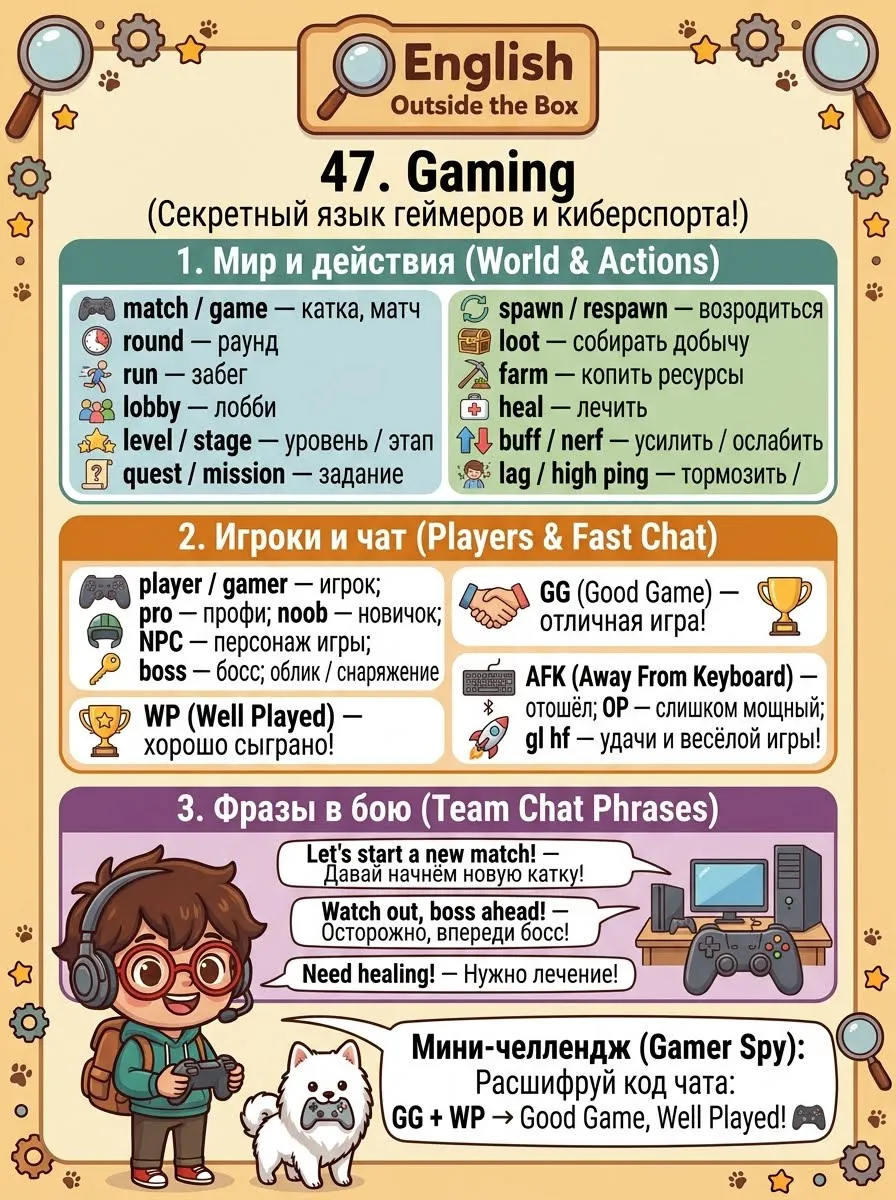 English
Outside the Box
47. Gaming
(Секретный язык геймеров и киберспорта!)
1. Мир и действия (World & Actions)
match / game — катка, матч
round — раунд
run — забег
lobby — лобби
level / stage — уровень / этап
quest / mission — задание
spawn / respawn — возродиться
loot — собирать добычу
farm — копить ресурсы
heal — лечить
buff / nerf — усилить / ослабить
lag / high ping — тормозить /
2. Игроки и чат (Players & Fast Chat)
player / gamer — игрок;
pro — профи; noob — новичок;
NPC — персонаж игры;
boss — босс; облик / снаряжение
WP (Well Played) —
хорошо сыграно!
GG (Good Game) —
отличная игра!
AFK (Away From Keyboard) —
отошёл; OP — слишком мощный;
gl hf — удачи и весёлой игры!
3. Фразы в бою (Team Chat Phrases)
Let's start a new match! —
Давай начнём новую катку!
Watch out, boss ahead! —
Осторожно, впереди босс!
Need healing! — Нужно лечение!
Мини-челлендж (Gamer Spy):
Расшифруй код чата:
GG + WP → Good Game, Well Played!